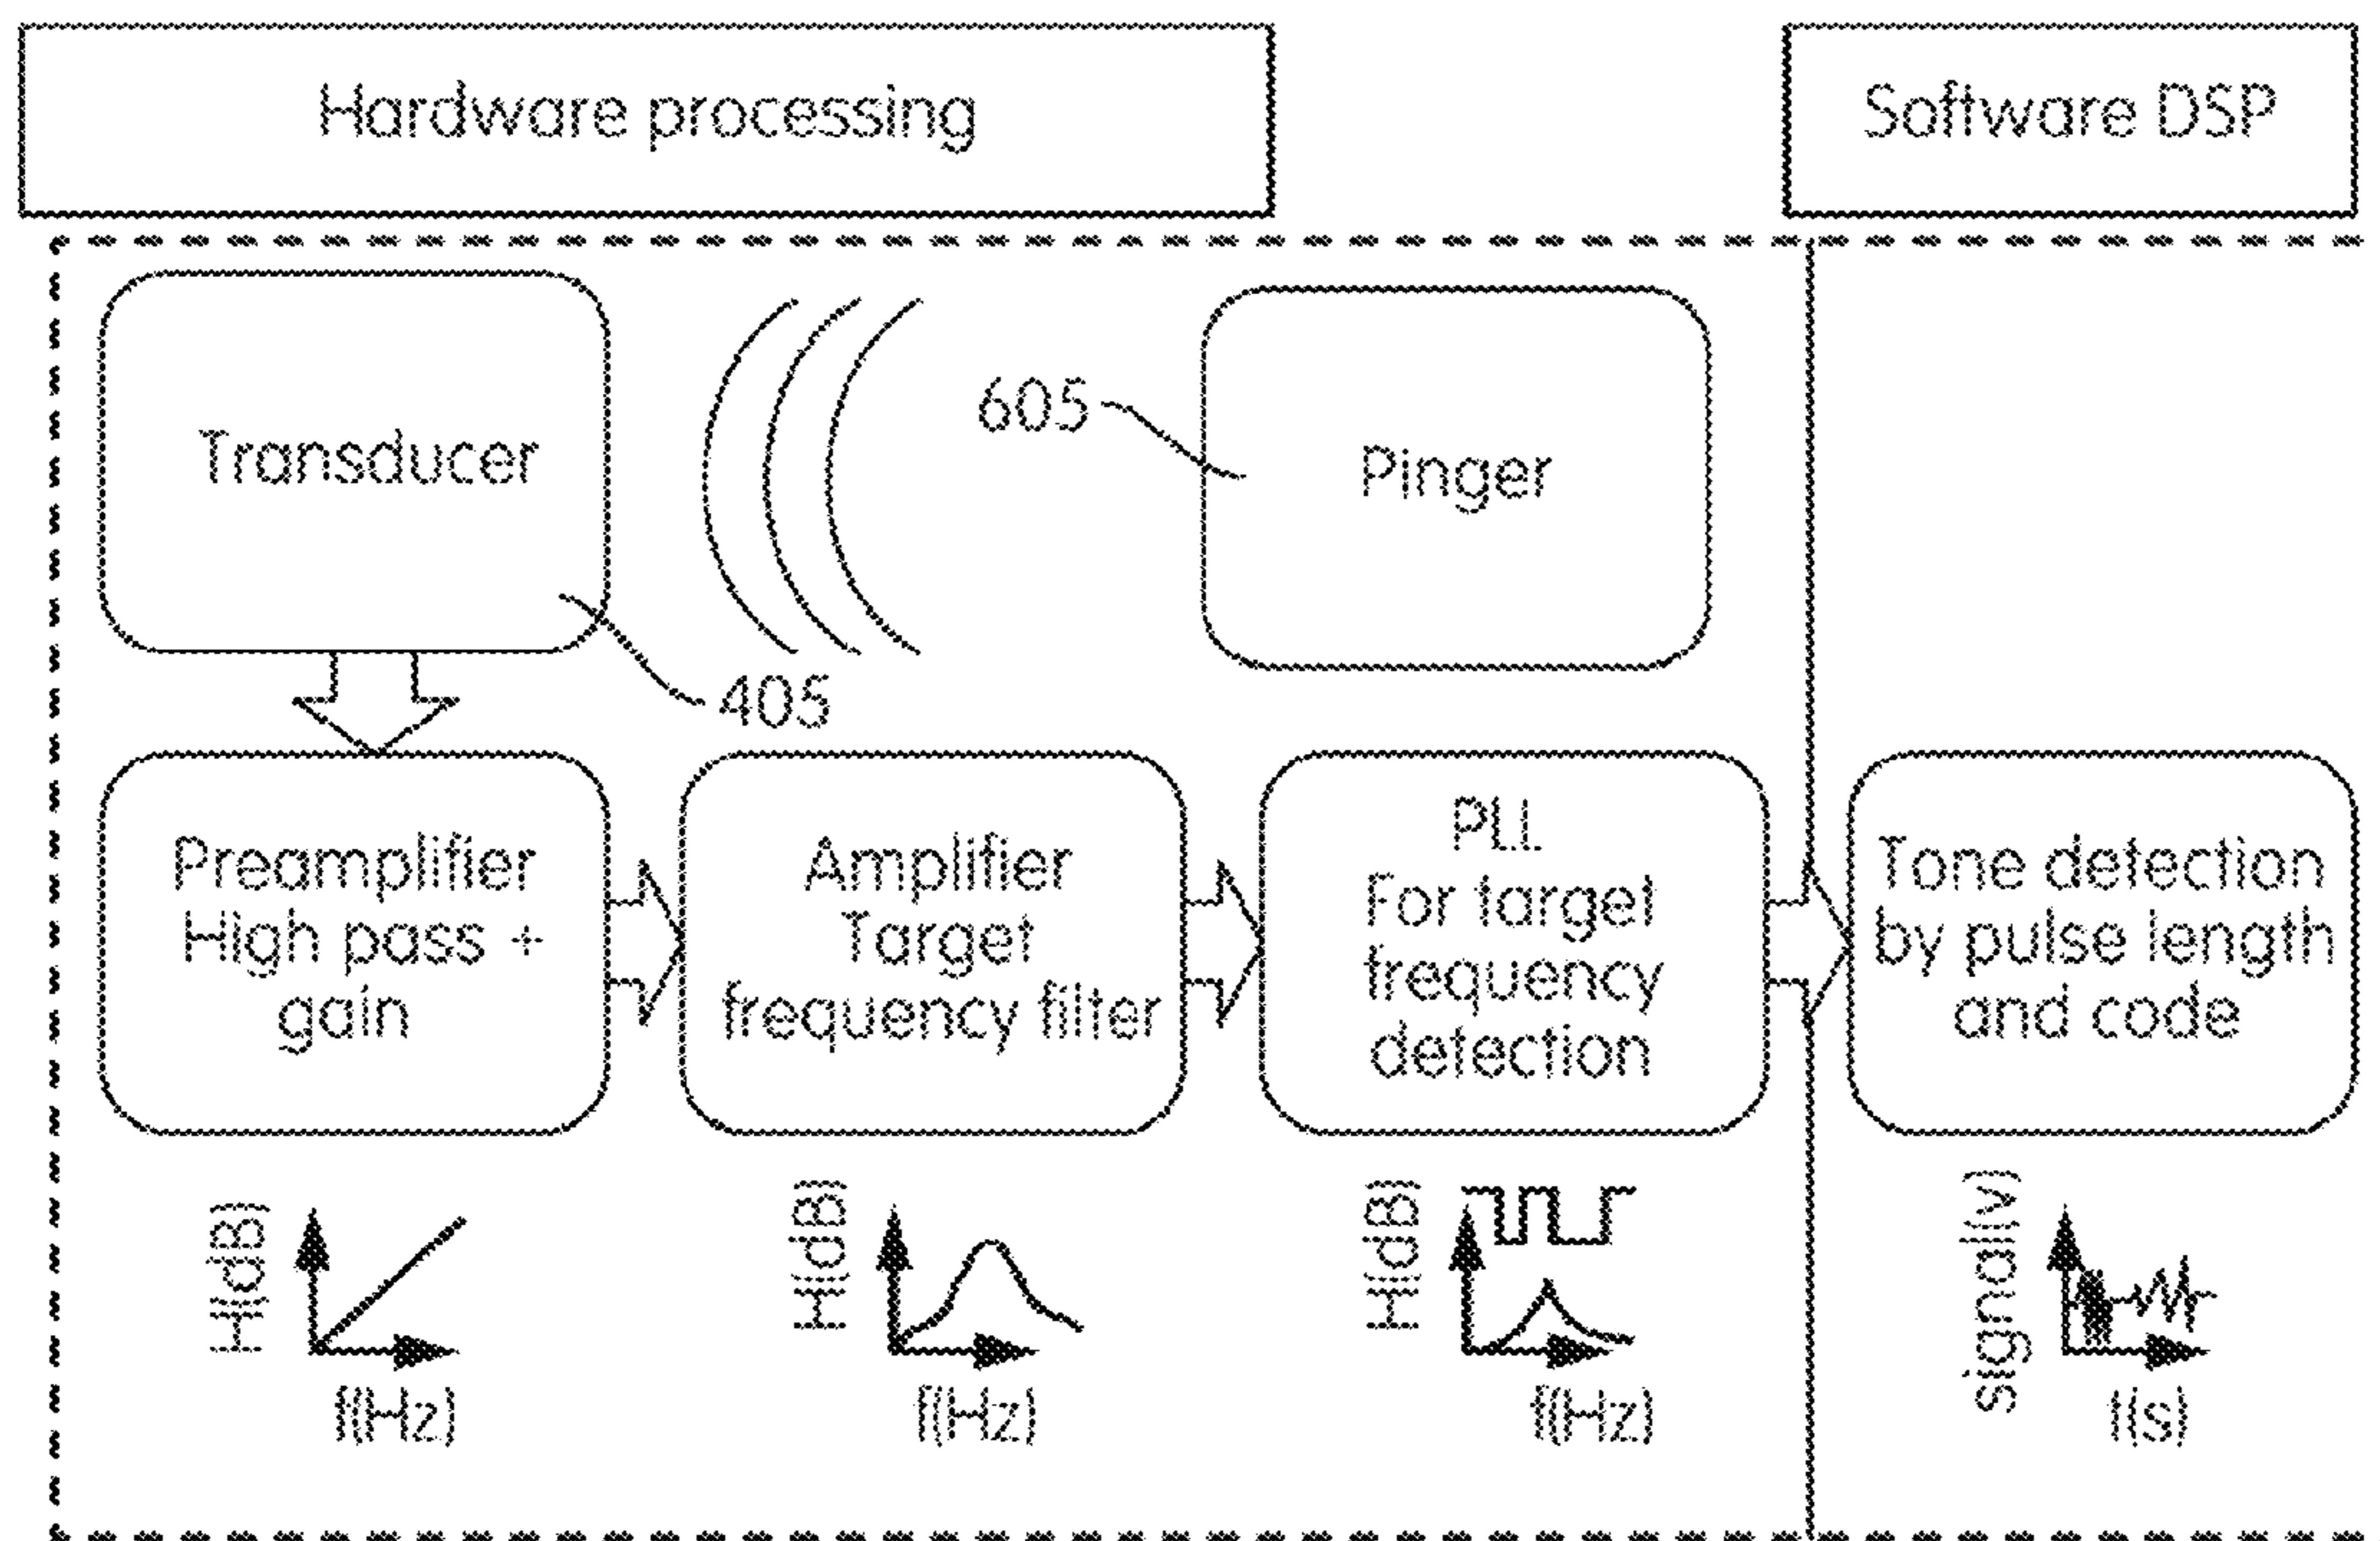 Hardware processing
Software DSP
Transducer
605
Pinger
405
Preamplifier
High pass +
gain
Amplifier
Target
frequency filter
PLL
For target
frequency
detection
Tone detection
by pulse length
and code
H(dB)
f(Hz)
H(dB)
f(Hz)
H(dB)
f(Hz)
signal(v)
t(s)